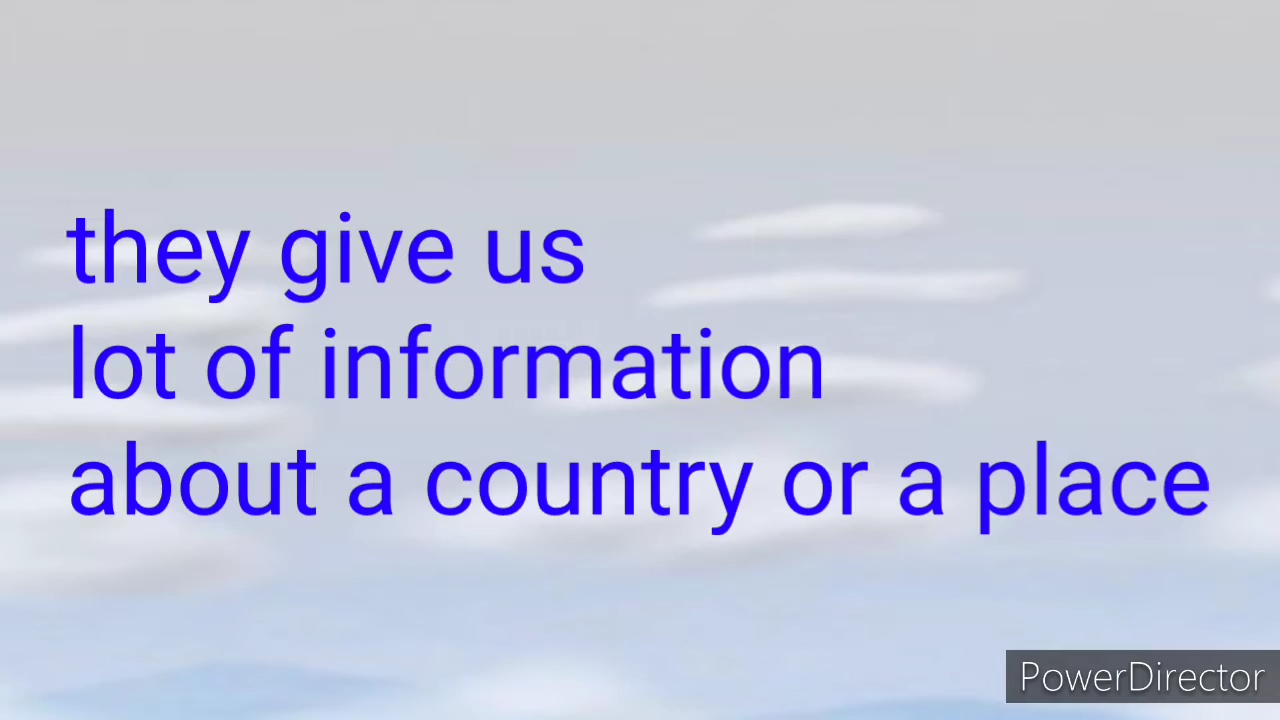 they give us
lot of information
about a country or a place
PowerDirector